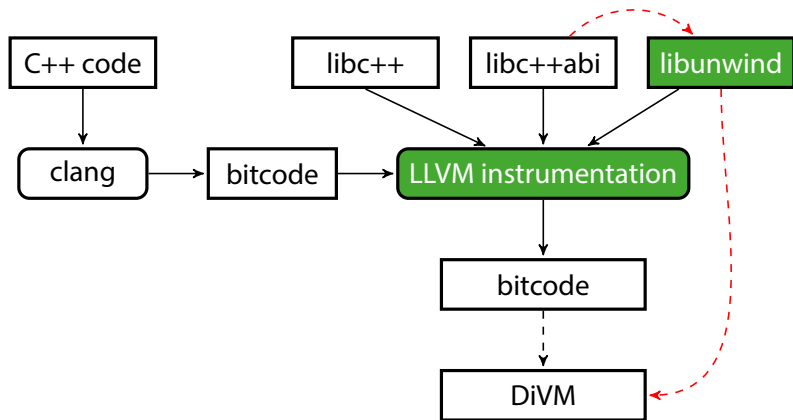 C++ code
libc++
libc++abi
libunwind
clang
bitcode
LLVM instrumentation
bitcode
DiVM